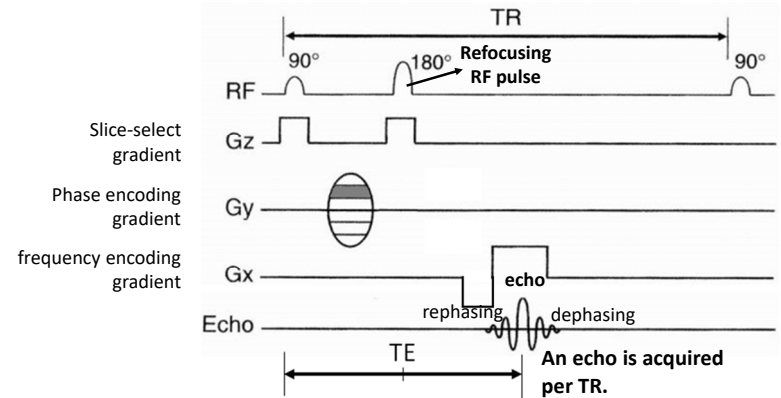 TR
90°
180°
Refocusing
RF pulse
90°
RF
Slice-select
gradient
Gz
Phase encoding
gradient
Gy
frequency encoding
gradient
Gx
echo
rephasing
dephasing
Echo
TE
An echo is acquired
per TR.